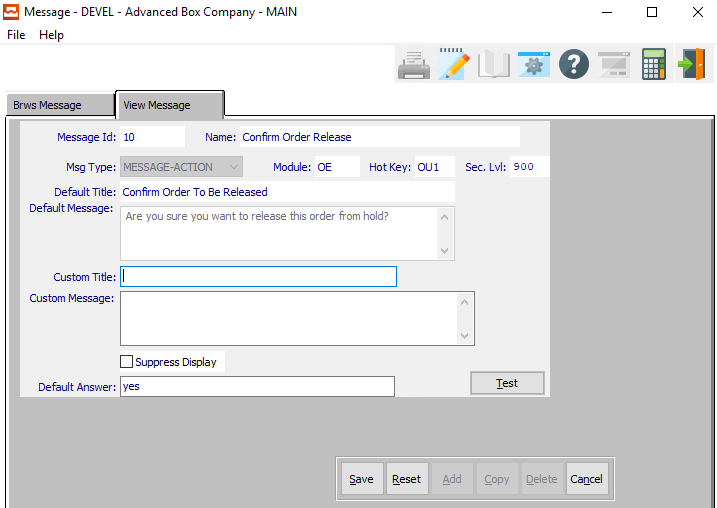 Message - DEVEL - Advanced Box Company - MAIN
File Help
Brws Message View Message
Message Id: 10 Name: Confirm Order Release
Msg Type: MESSAGE-ACTION Module: OE Hot Key: OU1 Sec. Lvl: 900
Default Title: Confirm Order To Be Released
Default Message: Are you sure you want to release this order from hold?
Custom Title:
Custom Message:
Suppress Display
Default Answer: yes Test
Save Reset Add Copy Delete Cancel